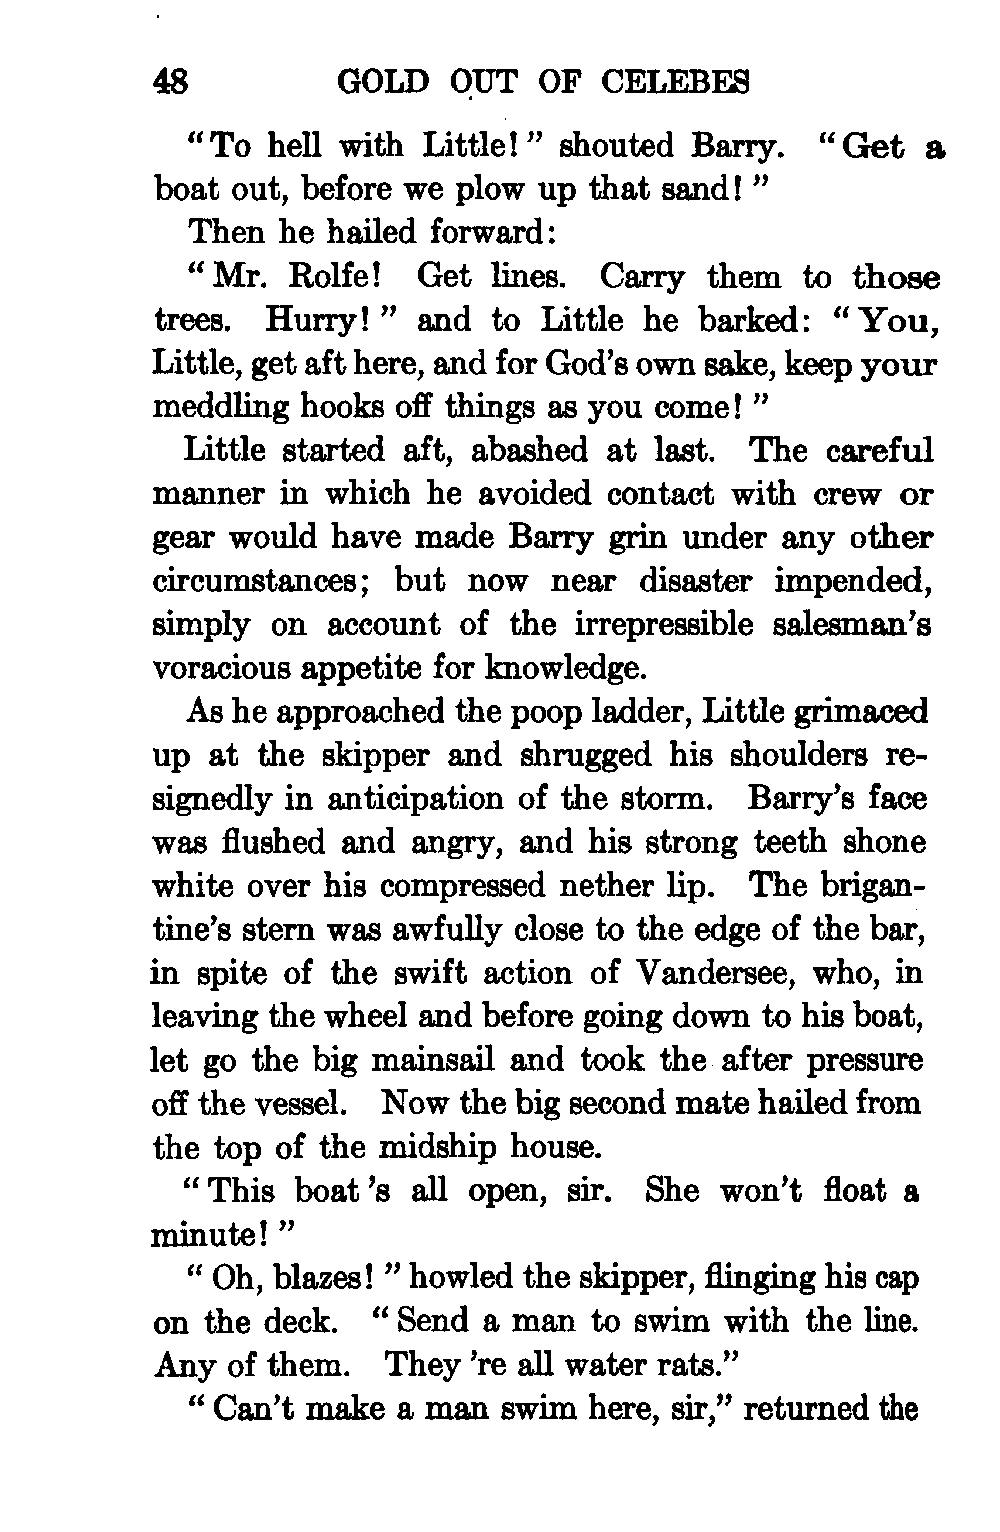 48 GOLD OUT OF CELEBES
“To hell with Little!” shouted Barry. “Get a
boat out, before we plow up that sand!”
Then he hailed forward:
“Mr. Rolfe! Get lines. Carry them to those
trees. Hurry!” and to Little he barked: “You,
Little, get aft here, and for God’s own sake, keep your
meddling hooks off things as you come!”
Little started aft, abashed at last. The careful
manner in which he avoided contact with crew or
gear would have made Barry grin under any other
circumstances; but now near disaster impended,
simply on account of the irrepressible salesman’s
voracious appetite for knowledge.
As he approached the poop ladder, Little grimaced
up at the skipper and shrugged his shoulders re-
signedly in anticipation of the storm. Barry’s face
was flushed and angry, and his strong teeth shone
white over his compressed nether lip. The brigan-
tine’s stern was awfully close to the edge of the bar,
in spite of the swift action of Vandersee, who, in
leaving the wheel and before going down to his boat,
let go the big mainsail and took the after pressure
off the vessel. Now the big second mate hailed from
the top of the midship house.
“This boat’s all open, sir. She won’t float a
minute!”
“Oh, blazes!” howled the skipper, flinging his cap
on the deck. “Send a man to swim with the line.
Any of them. They’re all water rats.”
“Can’t make a man swim here, sir,” returned the